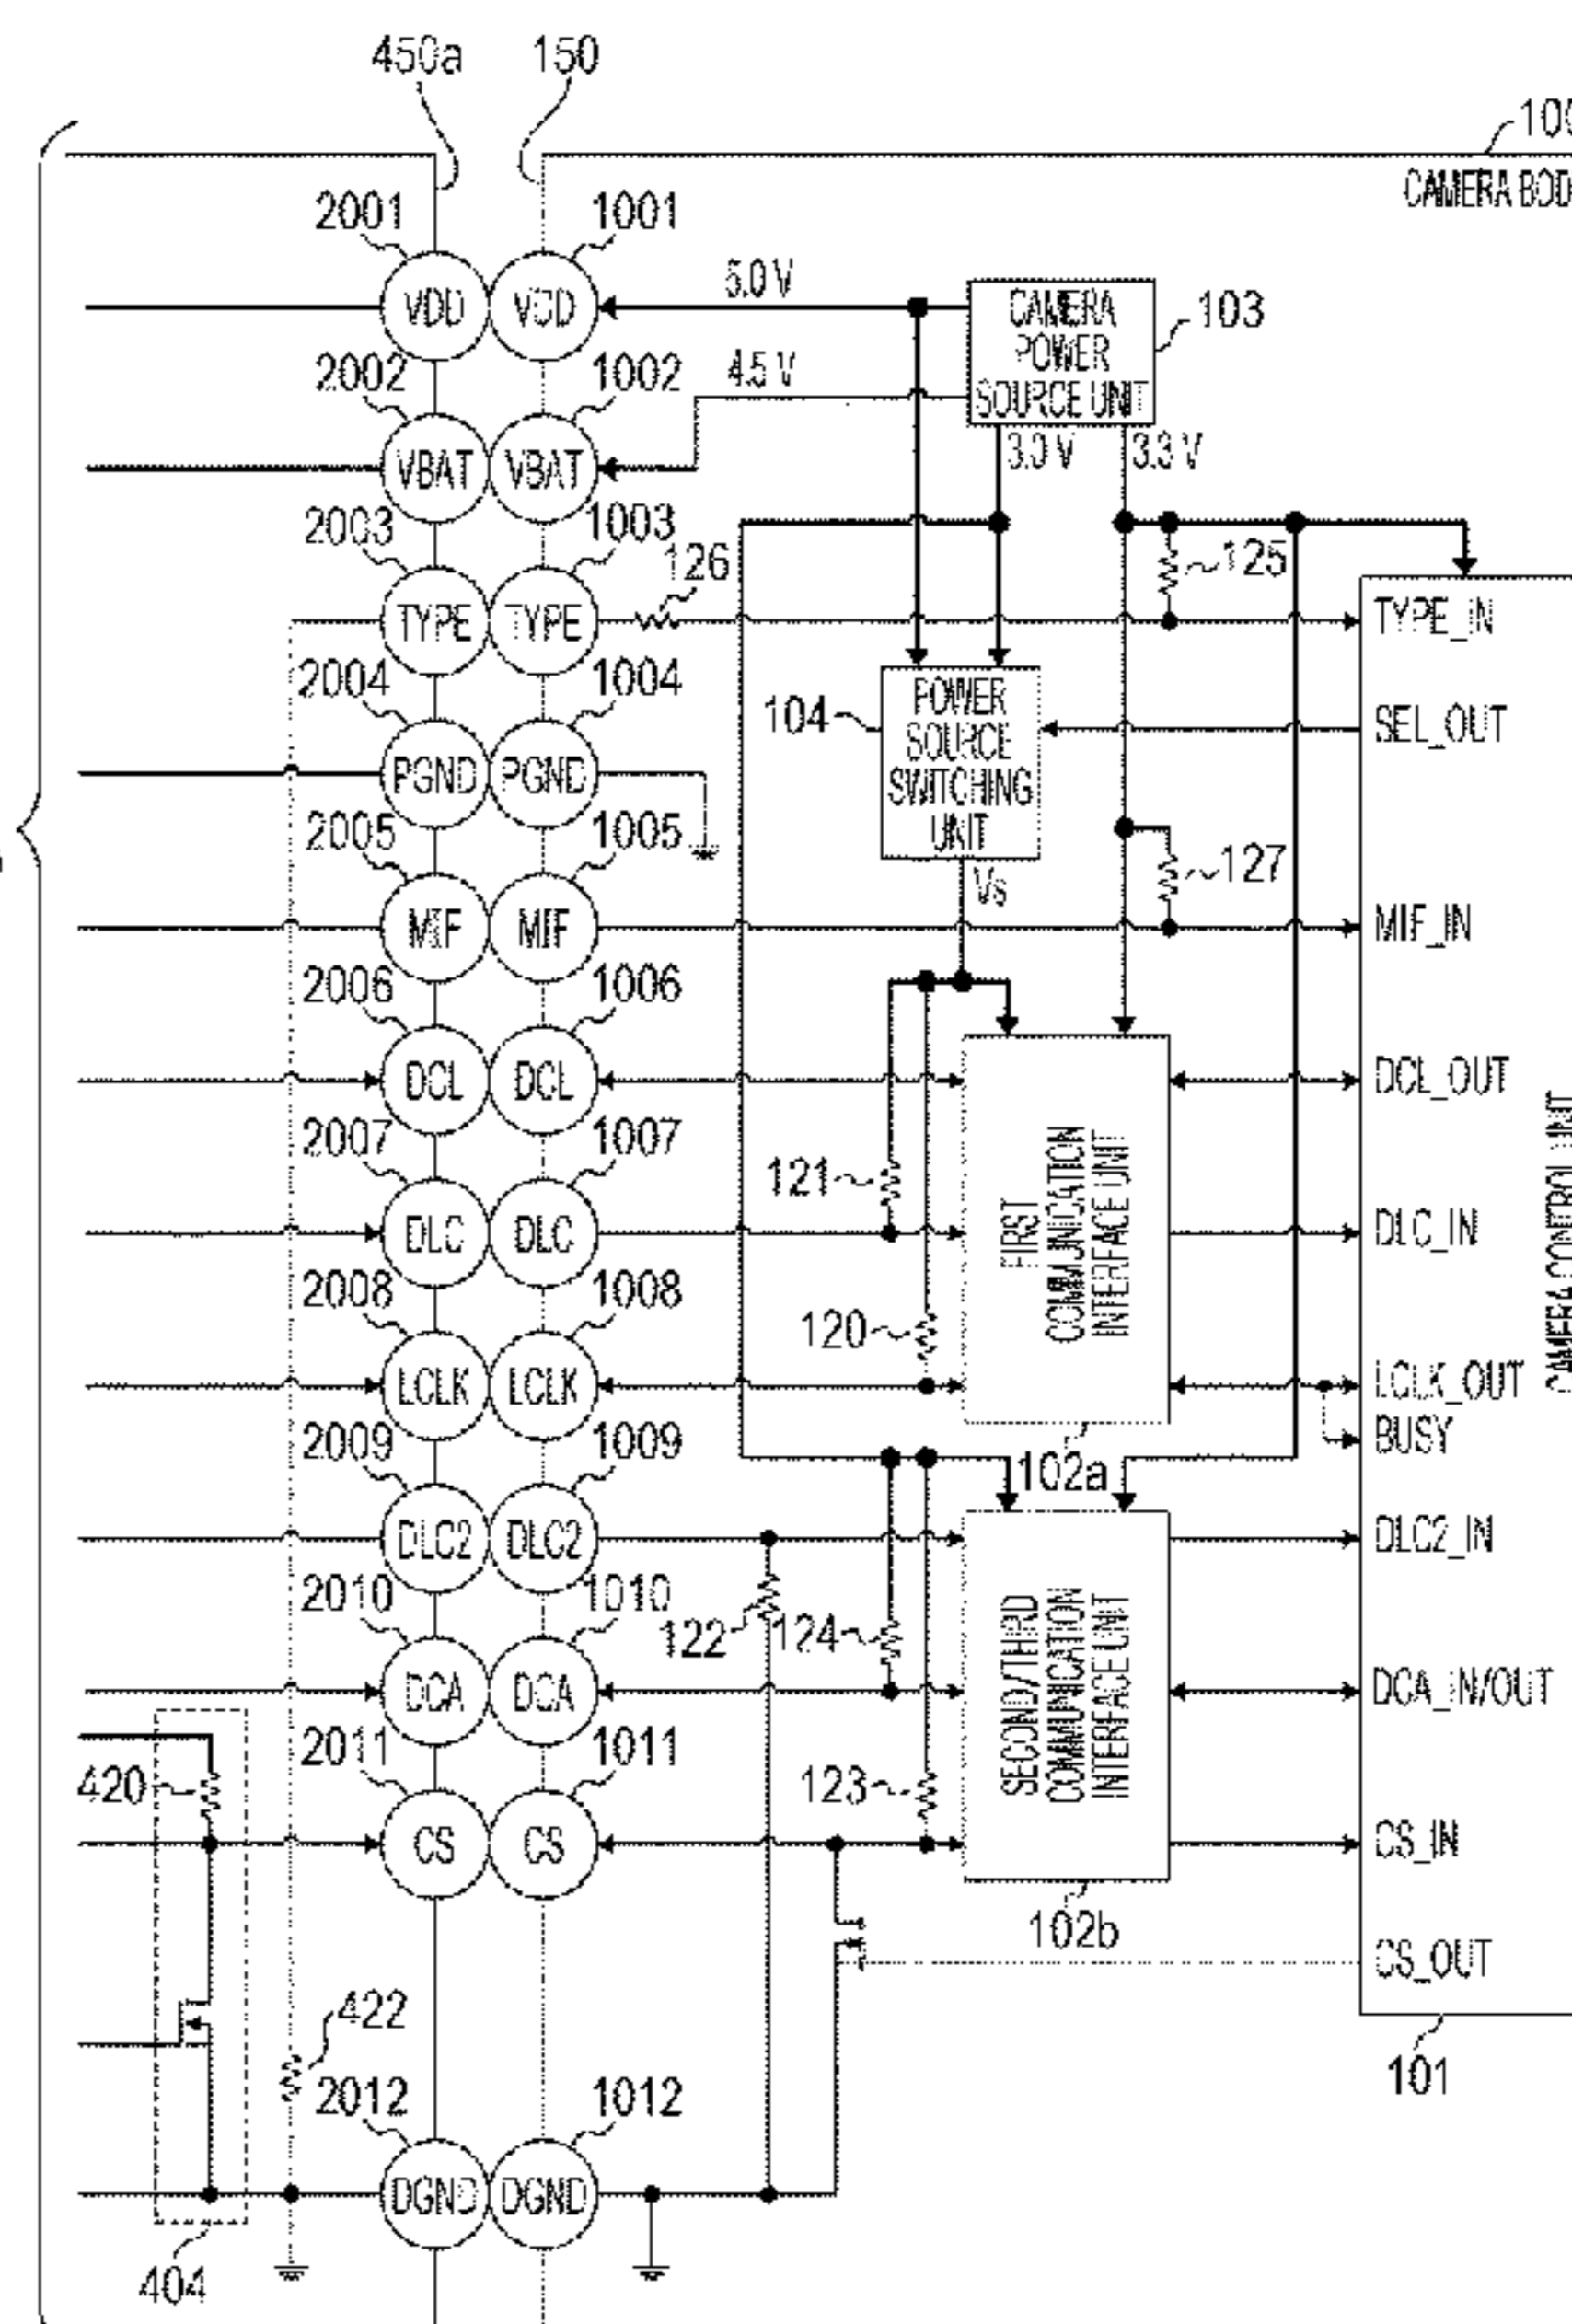 450a 150
CAMERA
2001 1001
VDD VDD 5.0 V
CAMERA
POWER
SOURCE UNIT
103
2002 1002
4.5 V
VBAT VBAT
3.0 V 3.3 V
2003 1003
126 125
TYPE TYPE TYPE_IN
2004 1004
104
POWER
SOURCE
SWITCHING
UNIT
SEL_OUT
PGND PGND
2005 1005
Vs 127
MIF MIF MIF_IN
2006 1006
DCL DCL DCL_OUT
2007 1007
121
FIRST
COMMUNICATION
INTERFACE UNIT
CAMERA CONTROL UNIT
DLC DLC DLC_IN
2008 1008
120
LCLK LCLK LCLK_OUT
BUSY
2009 1009
102a
DLC2 DLC2 DLC2_IN
2010 1010
122 124
SECOND/THIRD
COMMUNICATION
INTERFACE UNIT
DCA DCA DCA_IN/OUT
2011 1011
420 123
CS CS CS_IN
102b
CS_OUT
422
101
2012 1012
DGND DGND
404